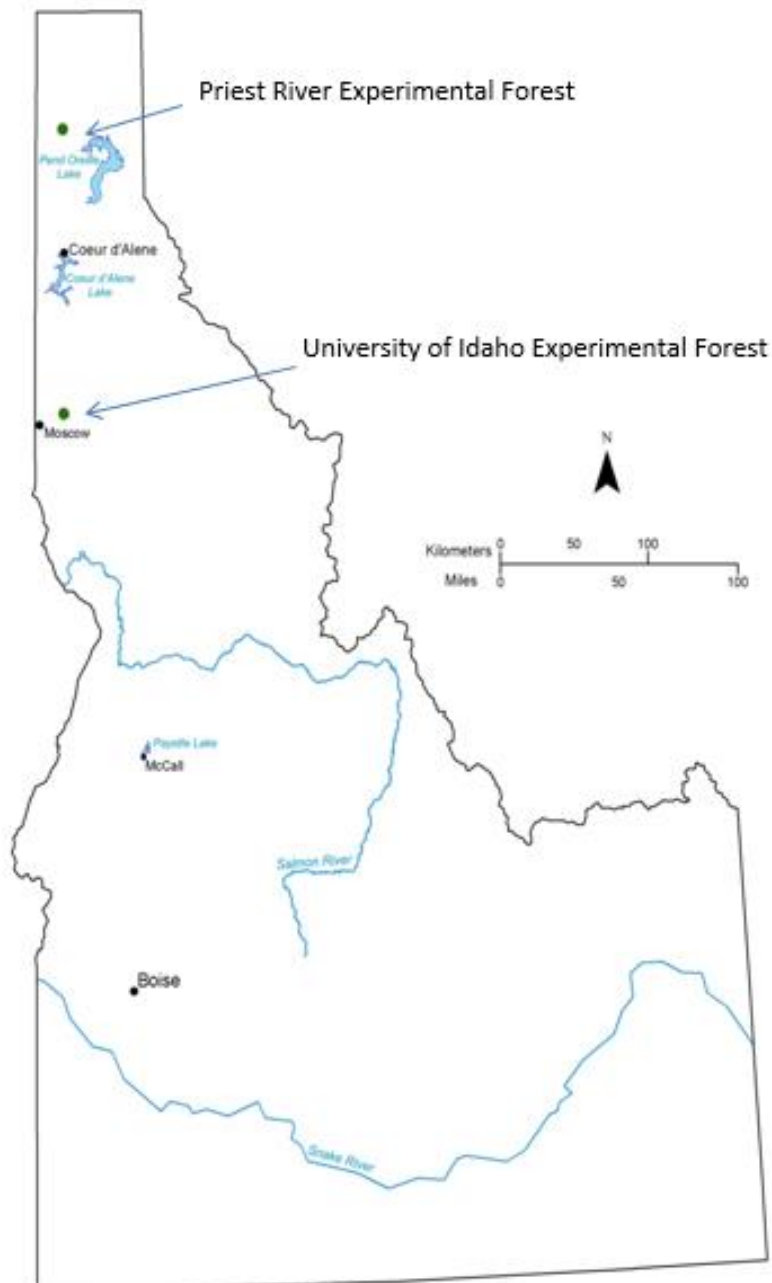 Priest River Experimental Forest
Pend Oreille
Lake
Coeur d'Alene
Coeur d'Alene
Lake
University of Idaho Experimental Forest
Moscow
N
Kilometers
0 50 100
Miles
0 50 100
Payette Lake
McCall
Salmon River
Boise
Snake River